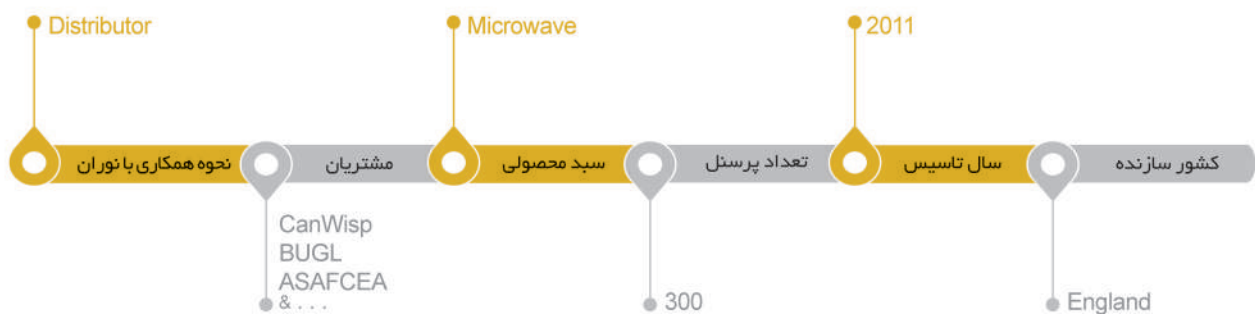 Distributor
Microwave
2011
نحوه همکاری با نوران
مشتریان
سبد محصولی
تعداد پرسنل
سال تاسیس
کشور سازنده
CanWisp
BUGL
ASAFCEA
& . . .
300
England